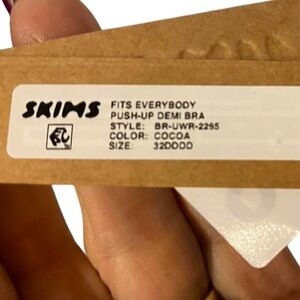 SKIMS
FITS EVERYBODY
PUSH-UP DEMI BRA
STYLE: BR-UWR-2295
COLOR: COCOA
SIZE: 32DDDD